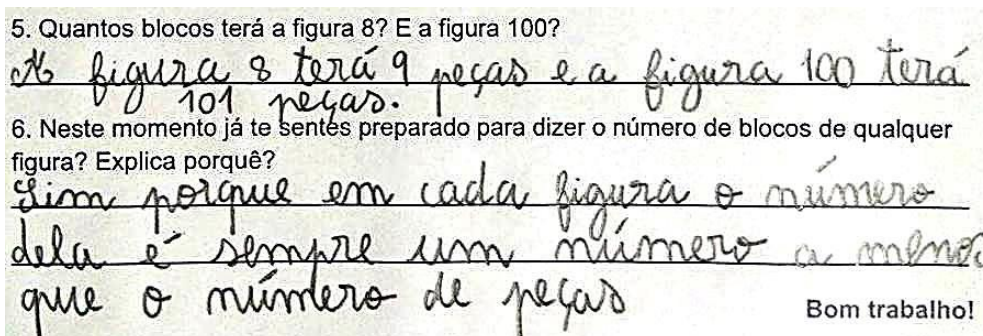 5. Quantos blocos terá a figura 8? E a figura 100?
A figura 8 terá 9 peças e a figura 100 terá
101 peças.
6. Neste momento já te sentes preparado para dizer o número de blocos de qualquer
figura? Explica porquê?
Sim porque em cada figura o número
dela é sempre um número a menos
que o número de peças
Bom trabalho!